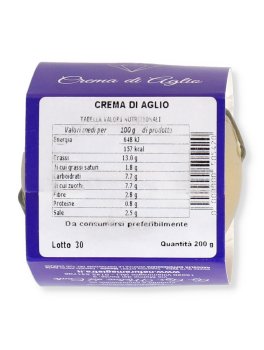 Crema di Aglio
CREMA DI AGLIO
TABELLA VALORI NUTRIZIONALI
Valori medi per 100g di prodotto
Energia 648 kJ
157 kcal
Grassi 13.0 g
di cui grassi saturi 1.8 g
Carboidrati 7.7 g
di cui zuccheri 7.7 g
Fibre 2.8 g
Proteine 0.8 g
Sale 2.5 g
Da consumarsi preferibilmente
Lotto 30
Quantità 200 g